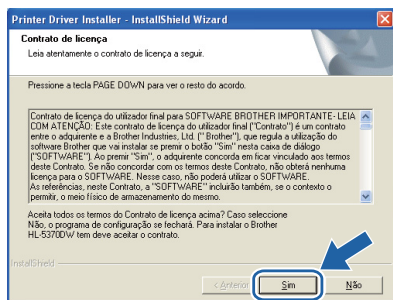 Printer Driver Installer - InstallShield Wizard
Contrato de licença
Leia atentamente o contrato de licença a seguir.
Pressione a tecla PAGE DOWN para ver o resto do acordo.
Contrato de licença do utilizador final para SOFTWARE BROTHER IMPORTANTE- LEIA
COM ATENÇÃO: Este contrato de licença do utilizador final ("Contrato") é um contrato
entre o adquirente e a Brother Industries, Ltd. (" Brother"), que regula a utilização do
software Brother que vai instalar se premir o botão "Sim" nesta caixa de diálogo
("SOFTWARE"). Ao premir "Sim", o adquirente concorda em ficar vinculado aos termos
deste Contrato. Se não concordar com os termos deste Contrato, não obterá nenhuma
licença para o SOFTWARE. Nesse caso, não poderá utilizar o SOFTWARE.
As referências, neste Contrato, a "SOFTWARE" incluirão também, se o contexto o
permitir, o meio físico de armazenamento do mesmo.
Aceita todos os termos do Contrato de licença acima? Caso seleccione
Não, o programa de configuração se fechará. Para instalar o Brother
HL-5370DW tem deve aceitar o contrato.
InstallShield
< Anterior Sim Não